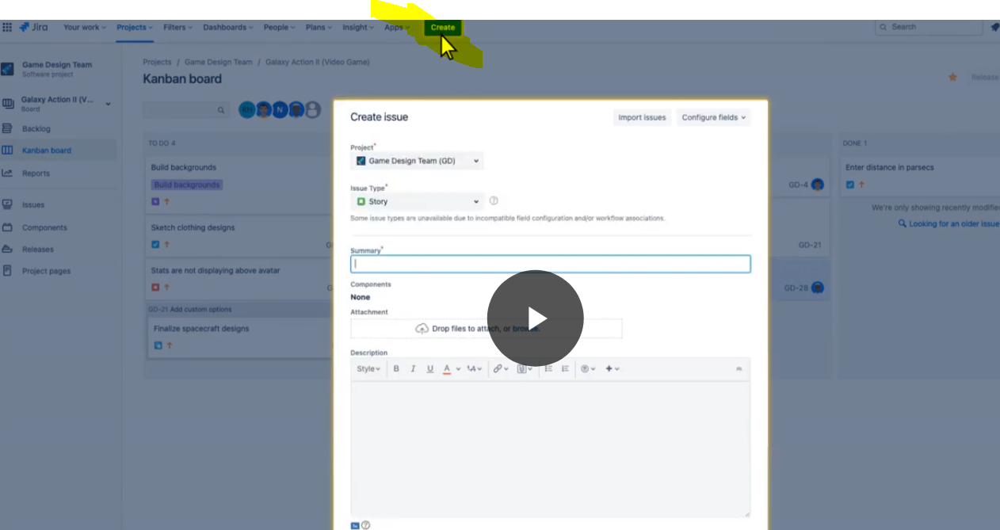 Jira Your work Projects Filters Dashboards People Plans Insight Apps Create Search
Game Design Team
Software project
Galaxy Action II (V...
Board
Backlog
Kanban board
Reports
Issues
Components
Releases
Project pages
Projects / Game Design Team / Galaxy Action II (Video Game)
Kanban board
Release
RH N
TO DO 4
Build backgrounds
Build backgrounds
Sketch clothing designs
G
Stats are not displaying above avatar
G
GD-21 Add custom options
Finalize spacecraft designs
Create issue
Import issues Configure fields
Project*
Game Design Team (GD)
Issue Type*
Story
Some issue types are unavailable due to incompatible field configuration and/or workflow associations.
Summary*
Components
None
Attachment
Drop files to attach, or browse.
Description
Style B I U A
GD-4
GD-21
GD-28
DONE 1
Enter distance in parsecs
We're only showing recently modifie
Looking for an older issue